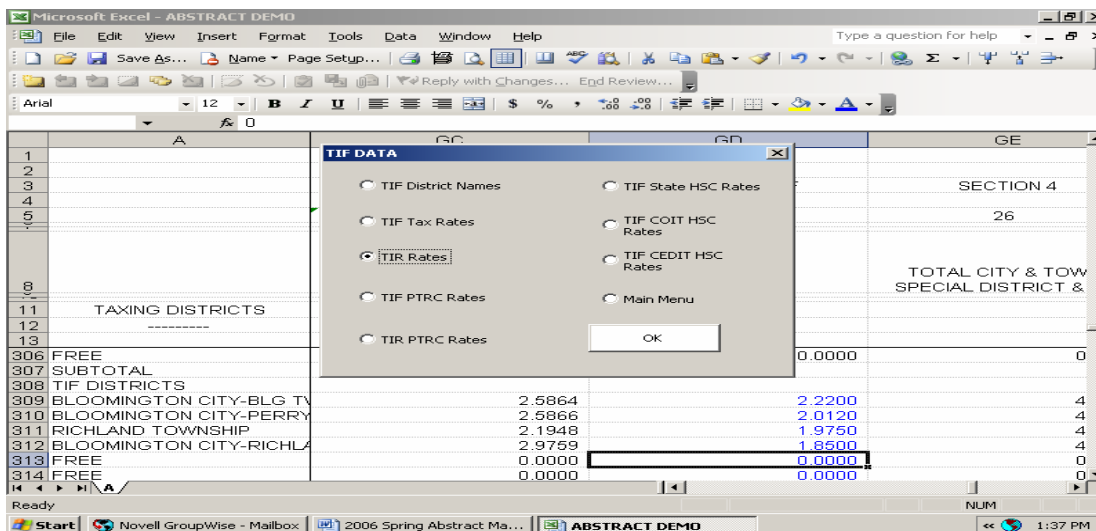 Microsoft Excel - ABSTRACT DEMO
File Edit View Insert Format Tools Data Window Help Type a question for help
Save As... Name Page Setup...
Reply with Changes... End Review...
Arial 12 B I U $ % ,
fx 0
A GC GD GE
1
2
3 SECTION 4
4
5 26
8 TOTAL CITY & TOW
SPECIAL DISTRICT &
11 TAXING DISTRICTS
12 ---------
13
306 FREE 0.0000 0
307 SUBTOTAL
308 TIF DISTRICTS
309 BLOOMINGTON CITY-BLG TV 2.5864 2.2200 4
310 BLOOMINGTON CITY-PERRY 2.5866 2.0120 4
311 RICHLAND TOWNSHIP 2.1948 1.9750 4
312 BLOOMINGTON CITY-RICHLA 2.9759 1.8500 4
313 FREE 0.0000 0.0000 0
314 FREE 0.0000 0.0000 0
TIF DATA
TIF District Names
TIF Tax Rates
TIR Rates
TIF PTRC Rates
TIR PTRC Rates
TIF State HSC Rates
TIF COIT HSC
Rates
TIF CEDIT HSC
Rates
Main Menu
OK
A
Ready NUM
Start Novell GroupWise - Mailbox 2006 Spring Abstract Ma... ABSTRACT DEMO 1:37 PM